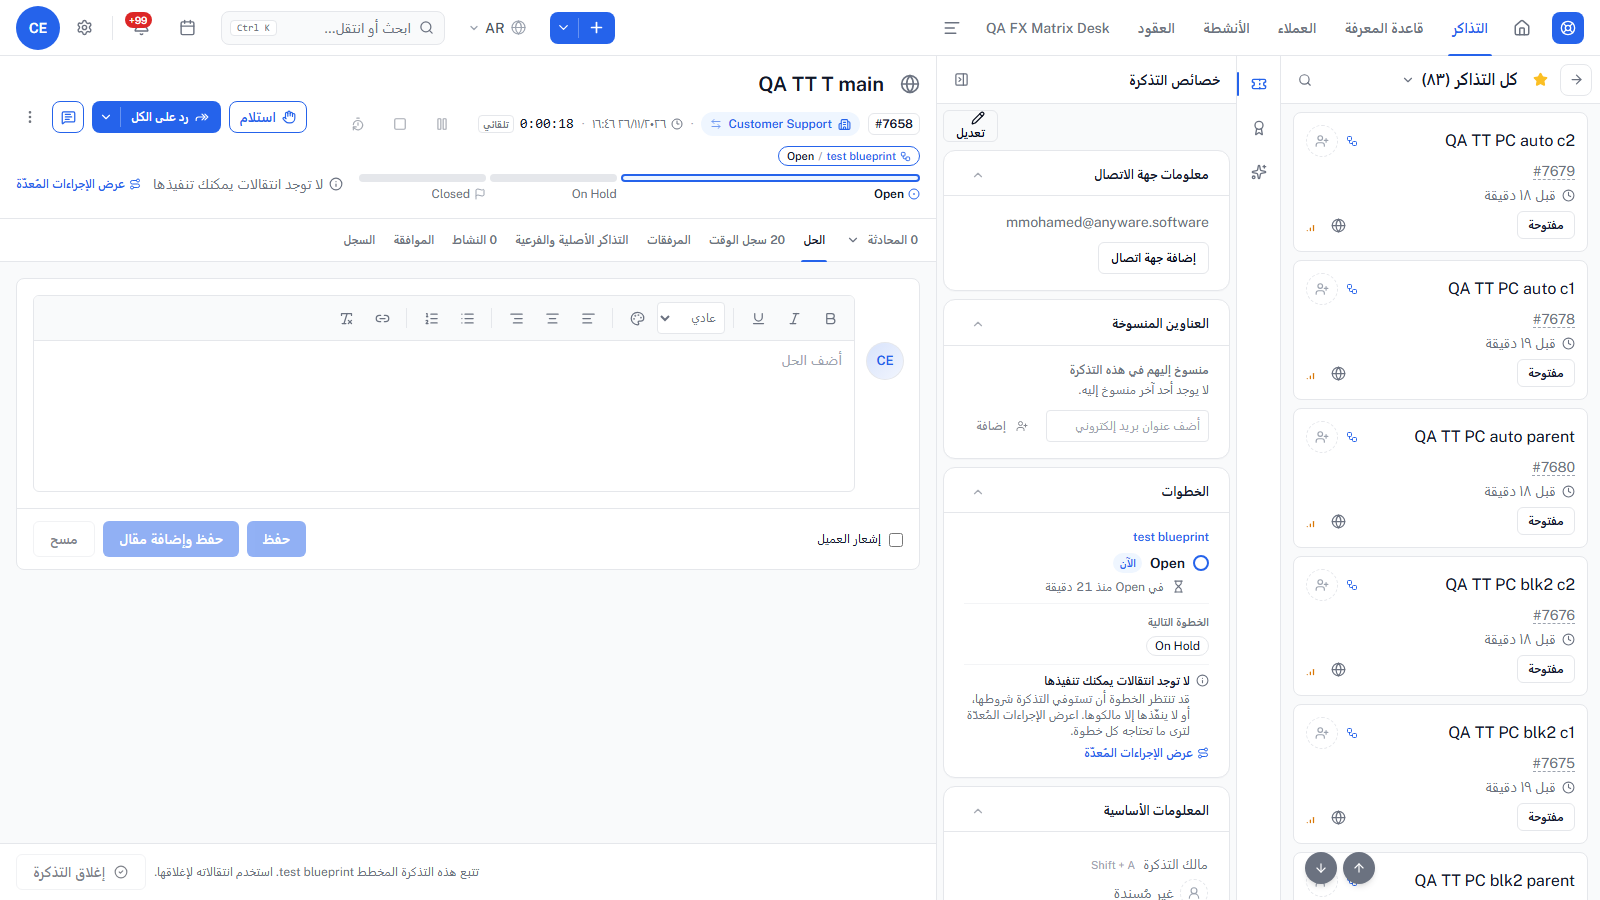 التذاكر
قاعدة المعرفة
العملاء
الأنشطة
العقود
QA FX Matrix Desk
AR
ابحث أو انتقل...
Ctrl K
+99
CE
كل التذاكر (٨٣)
QA TT PC auto c2
#7679
قبل ١٨ دقيقة
مفتوحة
QA TT PC auto c1
#7678
قبل ١٩ دقيقة
مفتوحة
QA TT PC auto parent
#7680
قبل ١٨ دقيقة
مفتوحة
QA TT PC blk2 c2
#7676
قبل ١٨ دقيقة
مفتوحة
QA TT PC blk2 c1
#7675
قبل ١٩ دقيقة
مفتوحة
QA TT PC blk2 parent
خصائص التذكرة
تعديل
معلومات جهة الاتصال
mmohamed@anyware.software
إضافة جهة اتصال
العناوين المنسوخة
منسوخ إليهم في هذه التذكرة
لا يوجد أحد آخر منسوخ إليه.
أضف عنوان بريد إلكتروني
إضافة
الخطوات
test blueprint
Open الآن
في Open منذ 21 دقيقة
الخطوة التالية
On Hold
لا توجد انتقالات يمكنك تنفيذها
قد تنتظر الخطوة أن تستوفي التذكرة شروطها،
أو لا ينفّذها إلا مالكوها. اعرض الإجراءات المُعدّة
لترى ما تحتاجه كل خطوة.
عرض الإجراءات المُعدّة
المعلومات الأساسية
مالك التذكرة Shift + A
غير مُسندة
QA TT T main
#7658
Customer Support
٢٠٢٦/١١/٢٦ ١٦:٤٦
0:00:18
تلقائي
استلام
رد على الكل
Open / test blueprint
Open
On Hold
Closed
لا توجد انتقالات يمكنك تنفيذها
عرض الإجراءات المُعدّة
0 المحادثة
الحل
20 سجل الوقت
المرفقات
التذاكر الأصلية والفرعية
0 النشاط
الموافقة
السجل
عادي
CE
أضف الحل
إشعار العميل
حفظ
حفظ وإضافة مقال
مسح
تتبع هذه التذكرة المخطط test blueprint. استخدم انتقالاته لإغلاقها.
إغلاق التذكرة